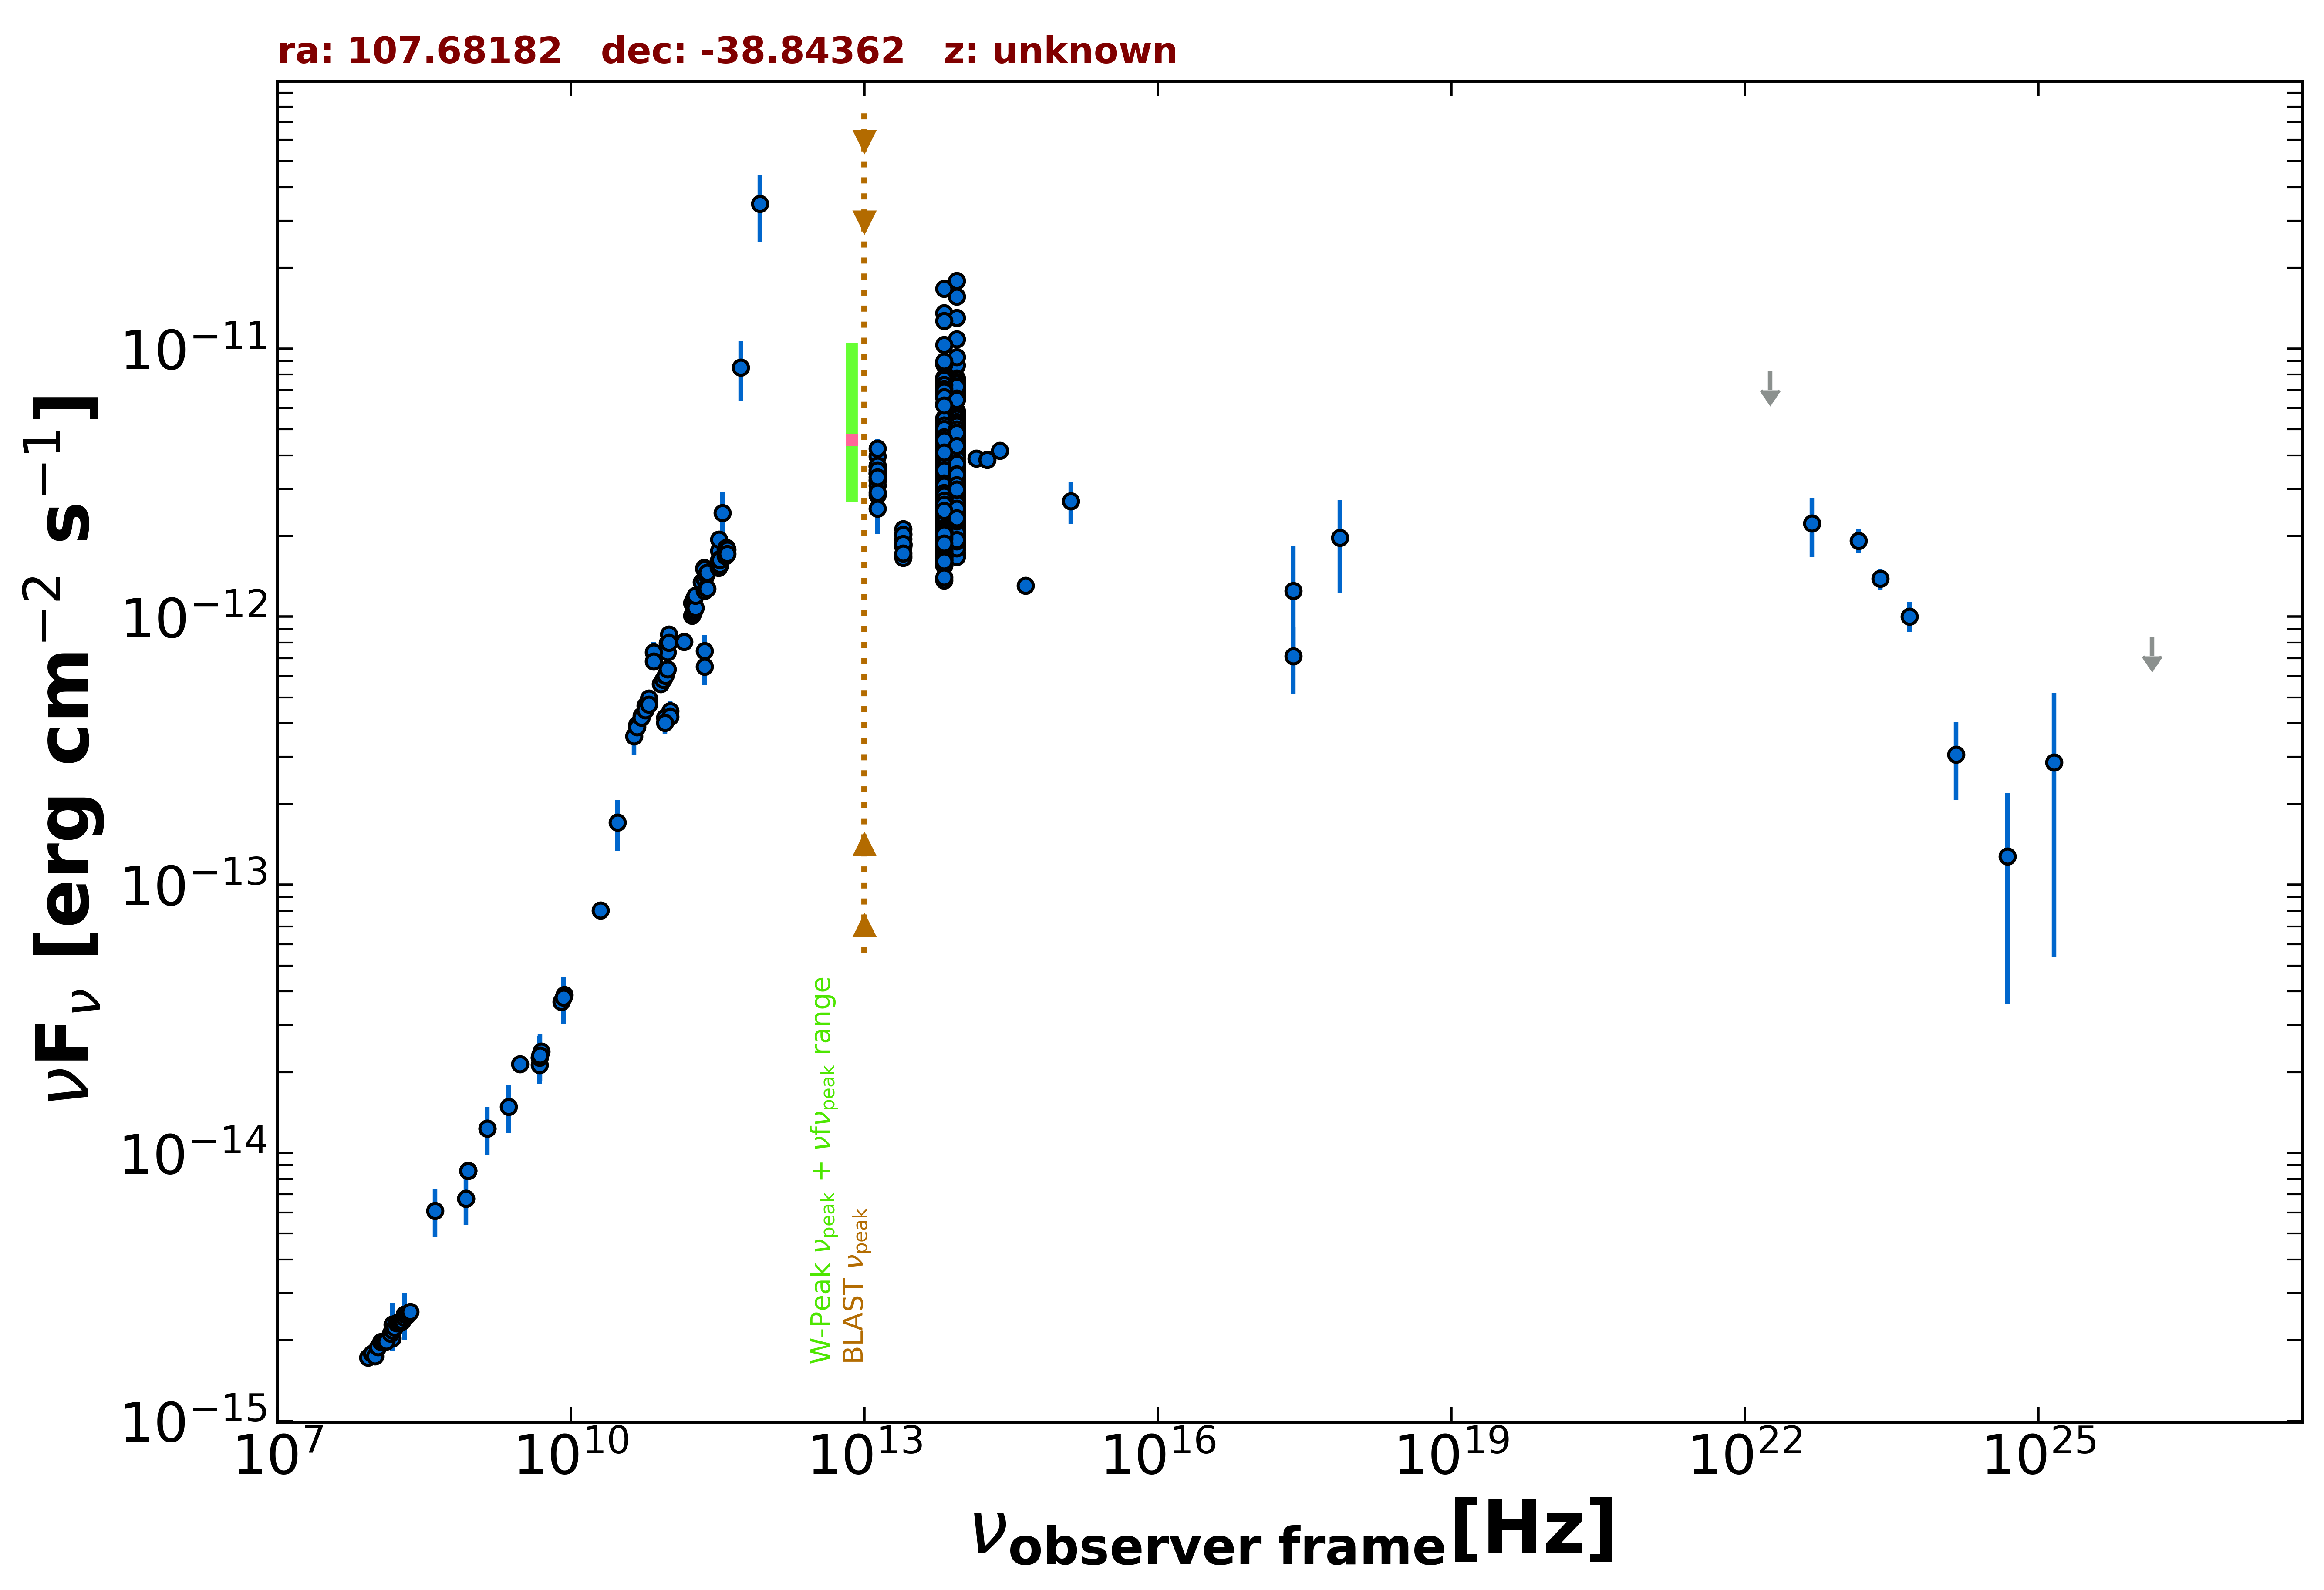 ra: 107.68182   dec: -38.84362   z: unknown
νFν [erg cm−2 s−1]
10−11
10−12
10−13
10−14
10−15
W-Peak νpeak + νfνpeak range
BLAST νpeak
107 1010 1013 1016 1019 1022 1025
νobserver frame[Hz]